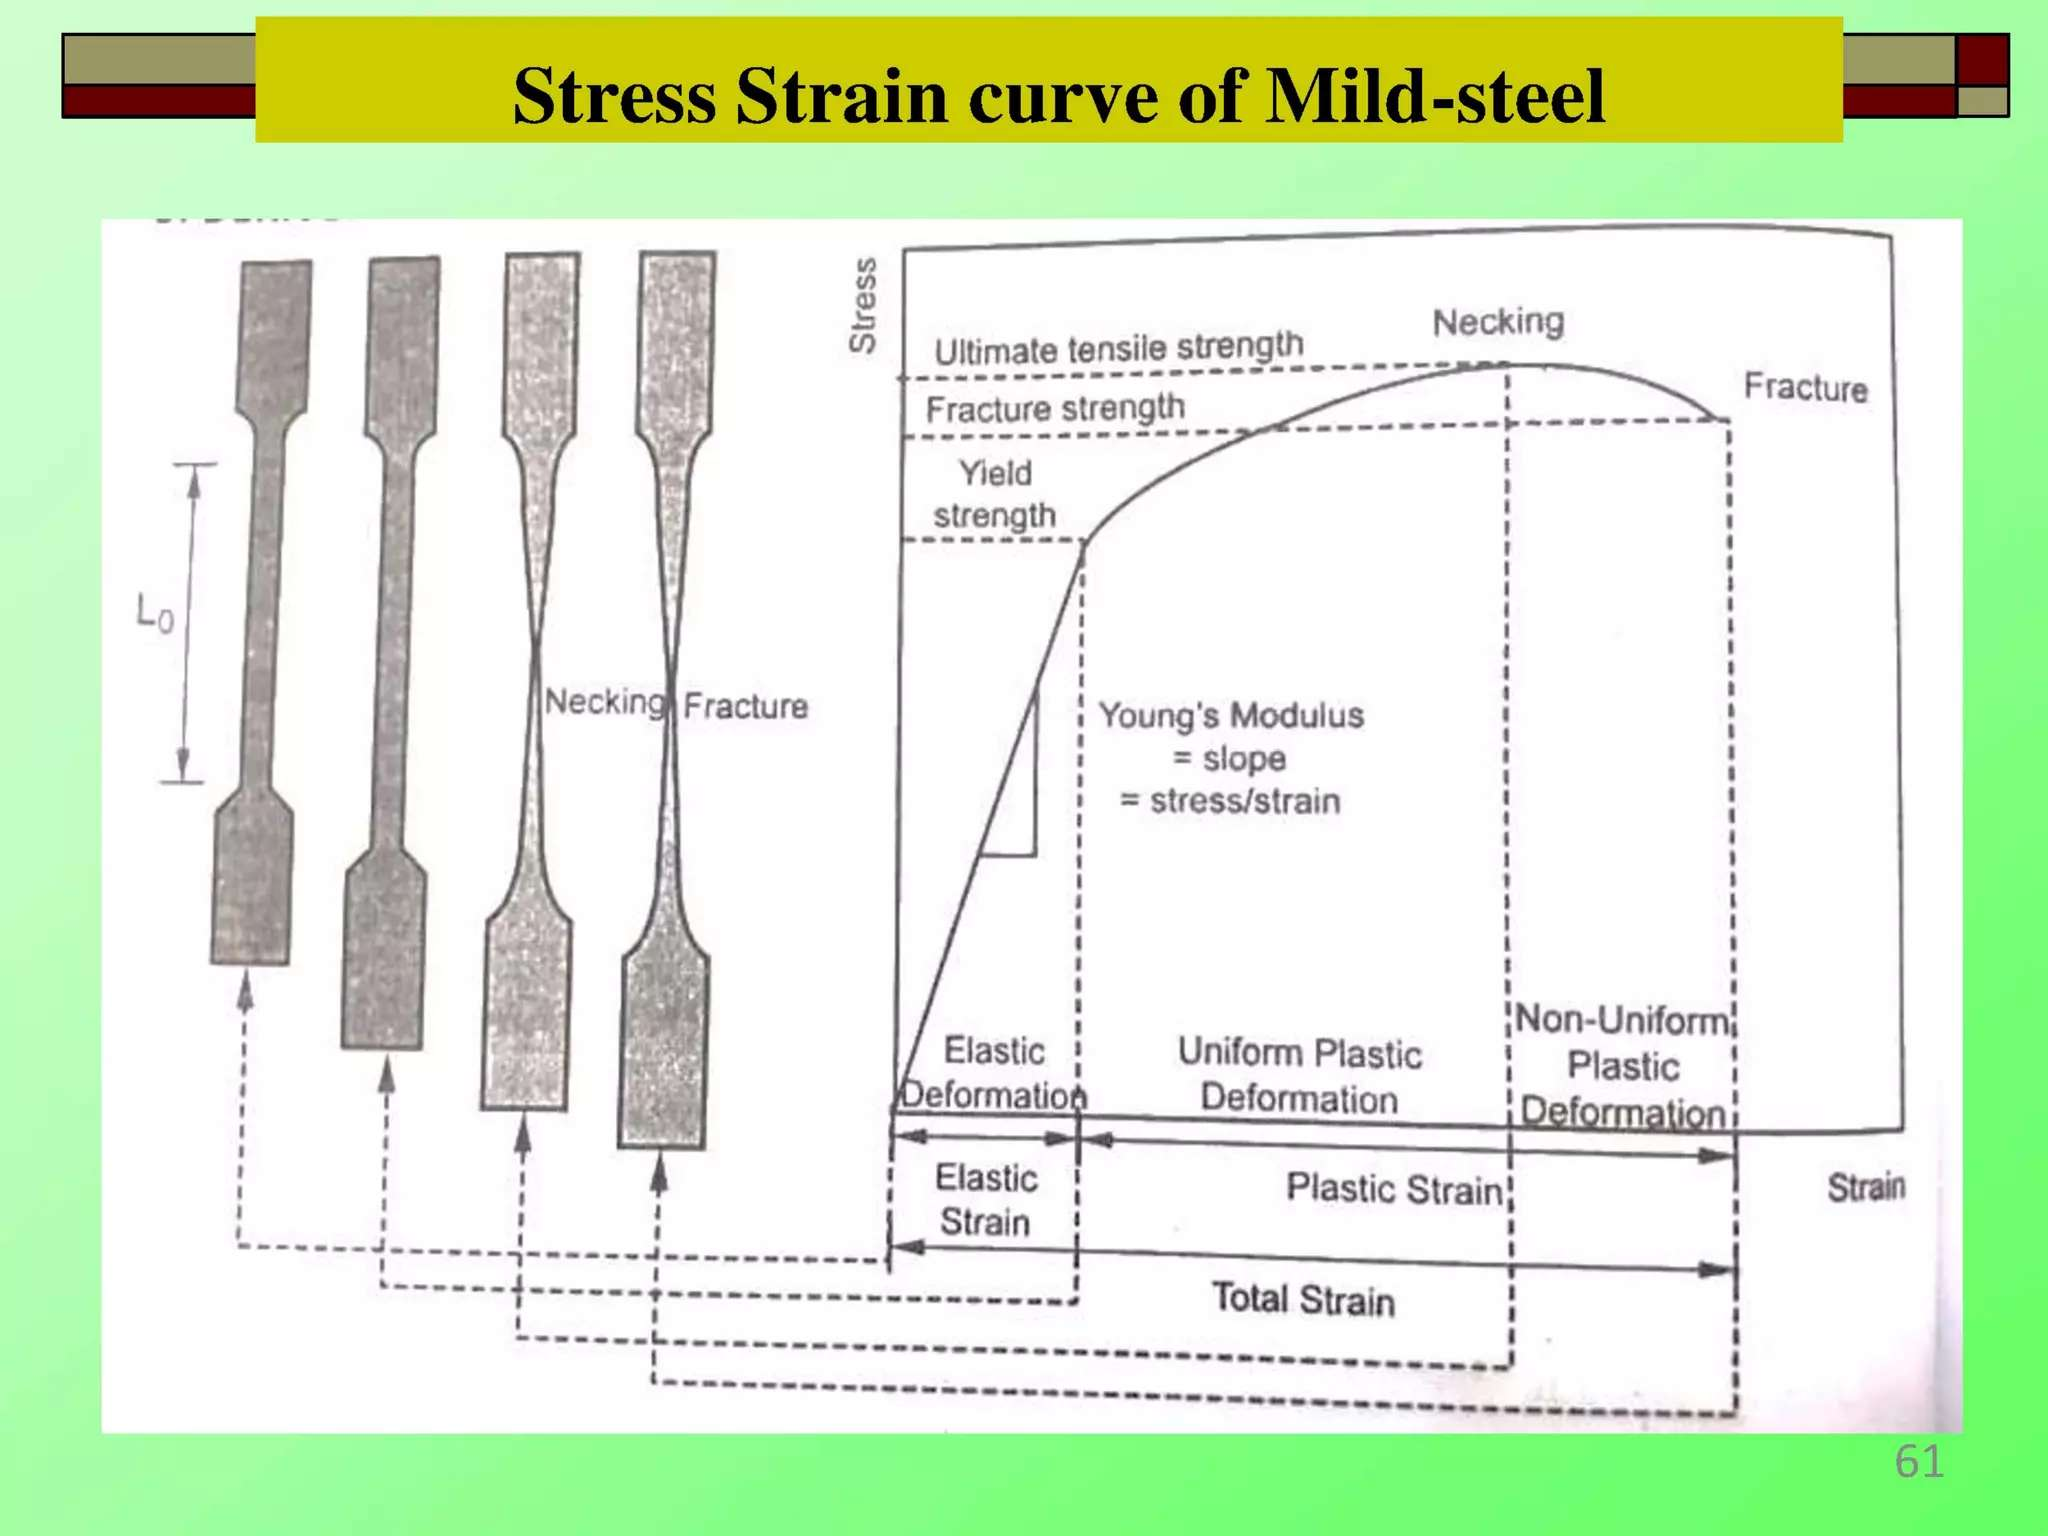 Stress Strain curve of Mild-steel
L0
Necking
Fracture
Stress
Ultimate tensile strength
Necking
Fracture strength
Fracture
Yield
strength
Young's Modulus
= slope
= stress/strain
Elastic
Deformation
Uniform Plastic
Deformation
Non-Uniform
Plastic
Deformation
Elastic
Strain
Plastic Strain
Strain
Total Strain
61